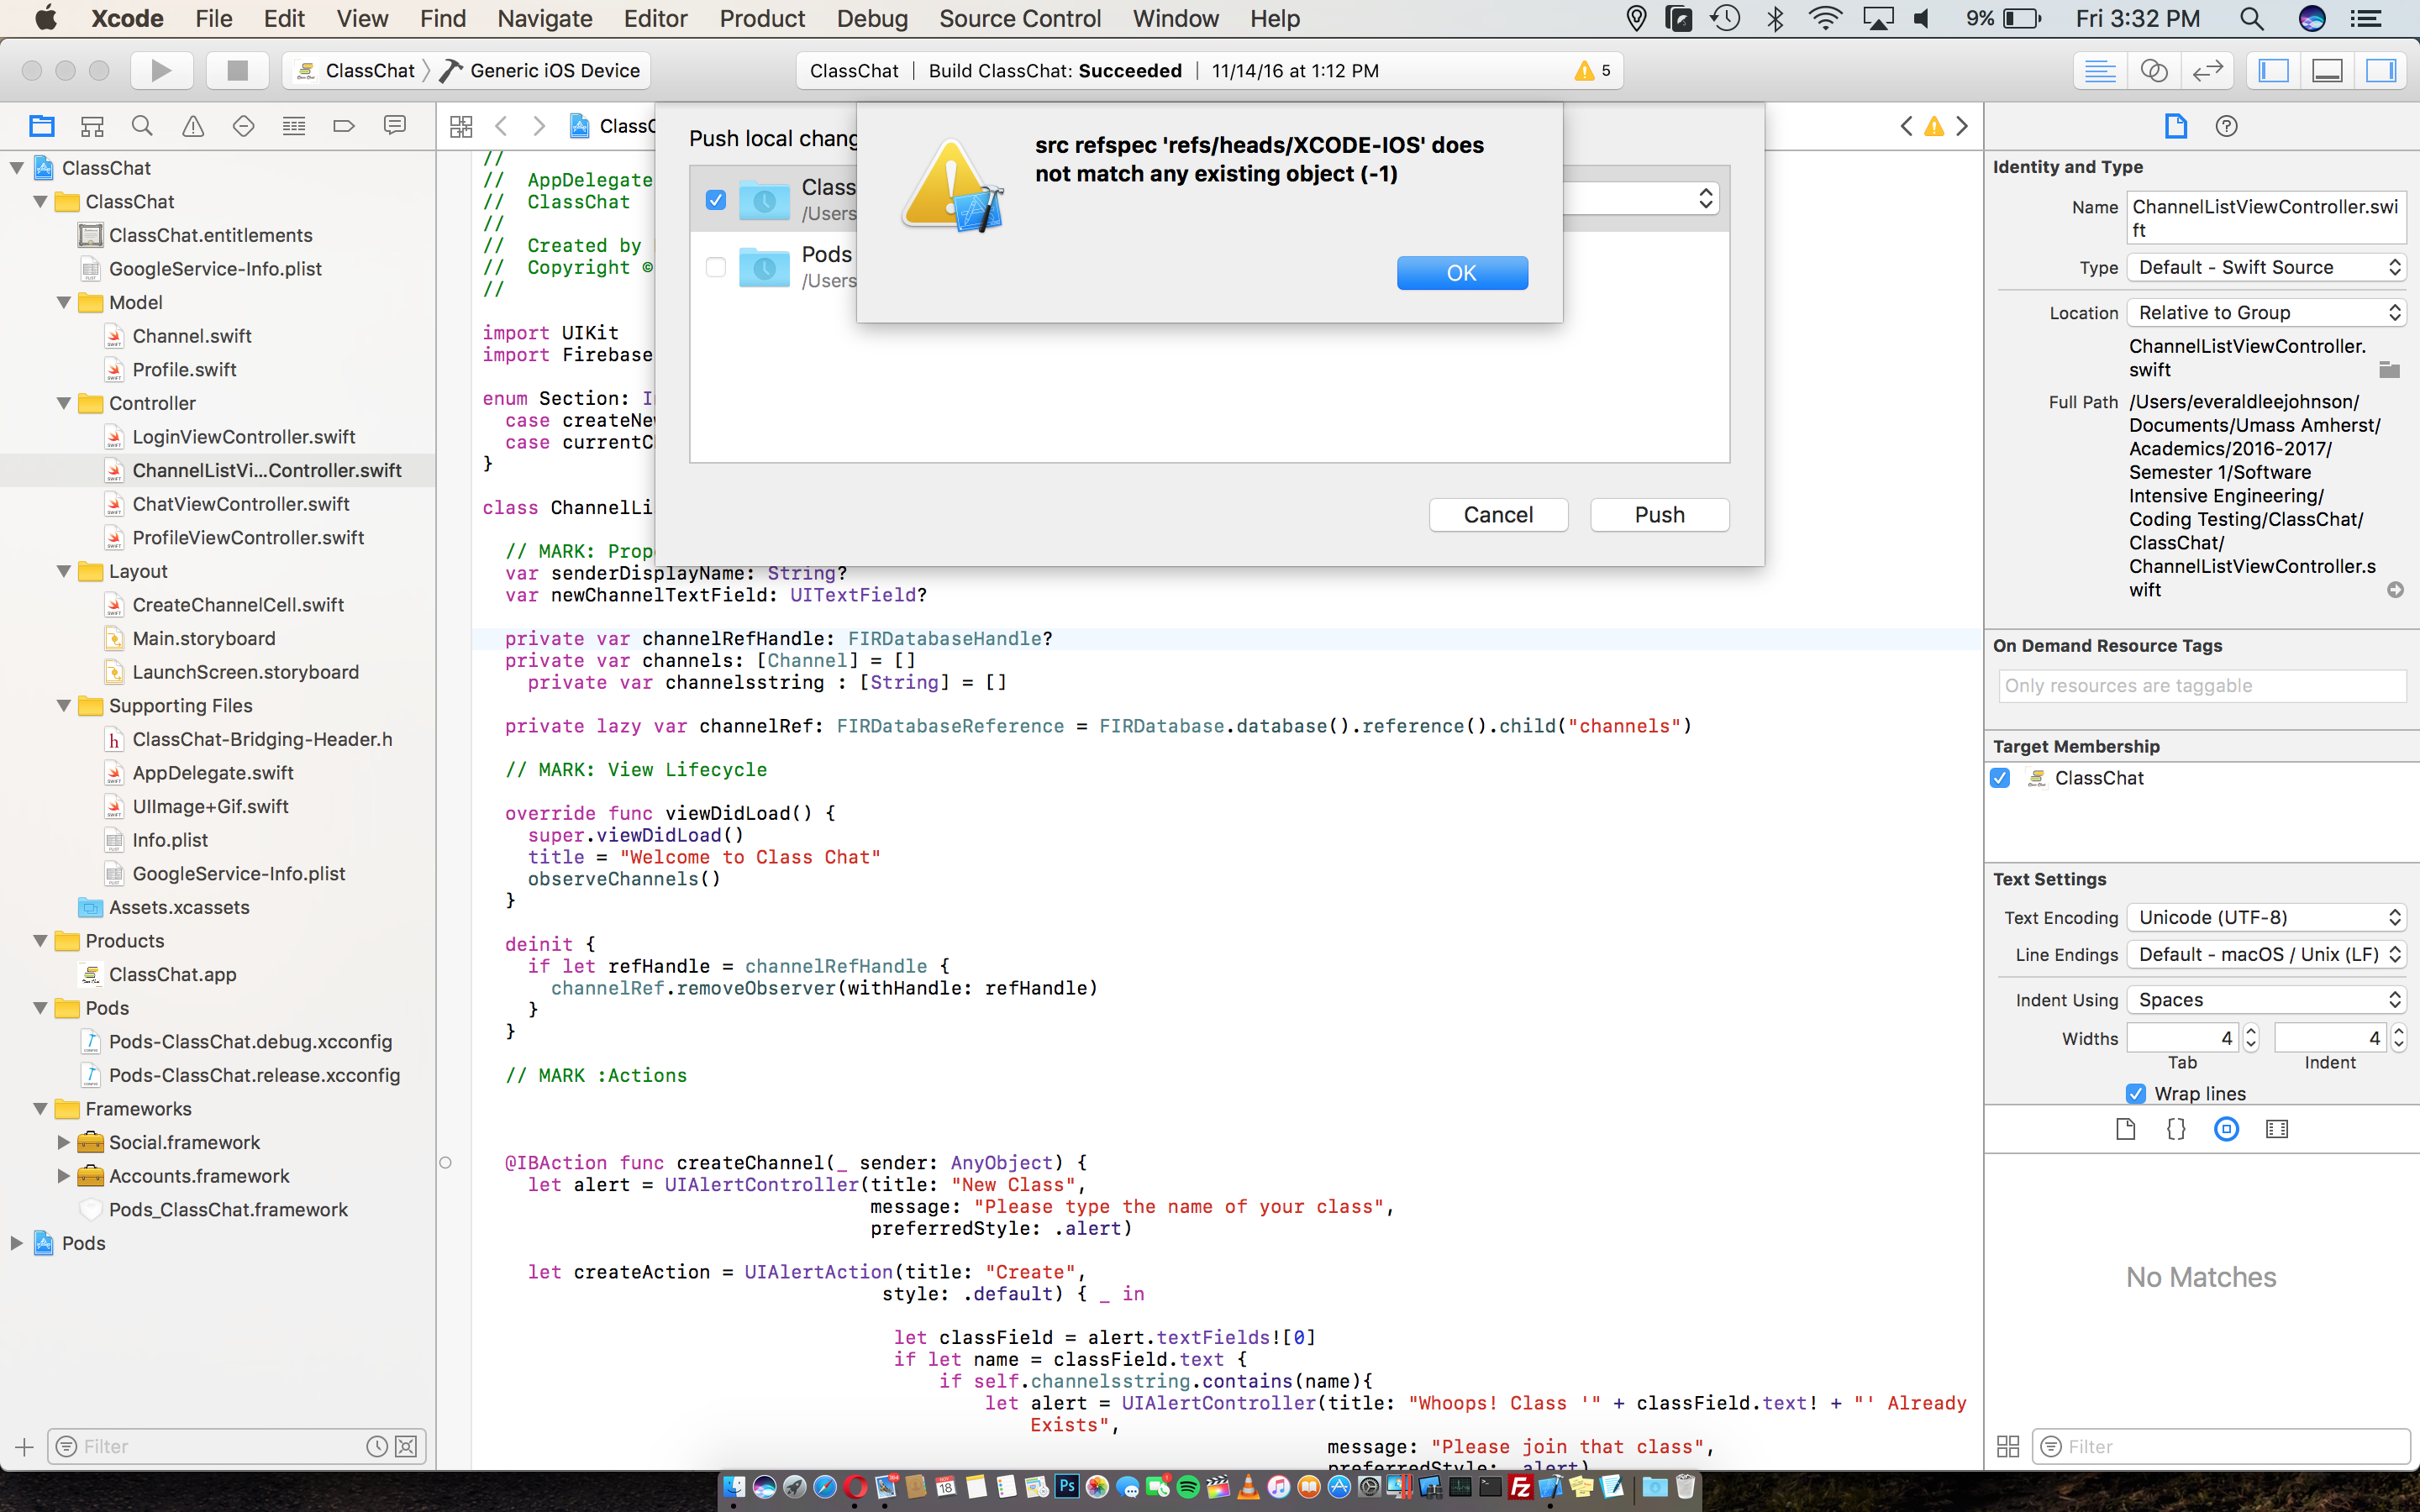 Xcode File Edit View Find Navigate Editor Product Debug Source Control Window Help 9% Fri 3:32 PM
ClassChat Generic iOS Device ClassChat | Build ClassChat: Succeeded | 11/14/16 at 1:12 PM 5
ClassChat
ClassChat
ClassChat.entitlements
GoogleService-Info.plist
Model
Channel.swift
Profile.swift
Controller
LoginViewController.swift
ChannelListVi...Controller.swift
ChatViewController.swift
ProfileViewController.swift
Layout
CreateChannelCell.swift
Main.storyboard
LaunchScreen.storyboard
Supporting Files
ClassChat-Bridging-Header.h
AppDelegate.swift
UIImage+Gif.swift
Info.plist
GoogleService-Info.plist
Assets.xcassets
Products
ClassChat.app
Pods
Pods-ClassChat.debug.xcconfig
Pods-ClassChat.release.xcconfig
Frameworks
Social.framework
Accounts.framework
Pods_ClassChat.framework
Pods
Filter
//
// AppDelegate
// ClassChat
//
// Created by
// Copyright ©
//
import UIKit
import Firebase
enum Section: I
case createNe
case currentC
}
class ChannelLi
// MARK: Prop
var senderDisplayName: String?
var newChannelTextField: UITextField?
private var channelRefHandle: FIRDatabaseHandle?
private var channels: [Channel] = []
private var channelsstring : [String] = []
private lazy var channelRef: FIRDatabaseReference = FIRDatabase.database().reference().child("channels")
// MARK: View Lifecycle
override func viewDidLoad() {
super.viewDidLoad()
title = "Welcome to Class Chat"
observeChannels()
}
deinit {
if let refHandle = channelRefHandle {
channelRef.removeObserver(withHandle: refHandle)
}
}
// MARK :Actions
@IBAction func createChannel(_ sender: AnyObject) {
let alert = UIAlertController(title: "New Class",
message: "Please type the name of your class",
preferredStyle: .alert)
let createAction = UIAlertAction(title: "Create",
style: .default) { _ in
let classField = alert.textFields![0]
if let name = classField.text {
if self.channelsstring.contains(name){
let alert = UIAlertController(title: "Whoops! Class '" + classField.text! + "' Already
Exists",
message: "Please join that class",
preferredStyle: .alert)
Push local chang
Class
/Users
Pods
/Users
Cancel Push
src refspec 'refs/heads/XCODE-IOS' does
not match any existing object (-1)
OK
Identity and Type
Name ChannelListViewController.swi
ft
Type Default - Swift Source
Location Relative to Group
ChannelListViewController.
swift
Full Path /Users/everaldleejohnson/
Documents/Umass Amherst/
Academics/2016-2017/
Semester 1/Software
Intensive Engineering/
Coding Testing/ClassChat/
ClassChat/
ChannelListViewController.s
wift
On Demand Resource Tags
Only resources are taggable
Target Membership
ClassChat
Text Settings
Text Encoding Unicode (UTF-8)
Line Endings Default - macOS / Unix (LF)
Indent Using Spaces
Widths 4 4
Tab Indent
Wrap lines
No Matches
Filter